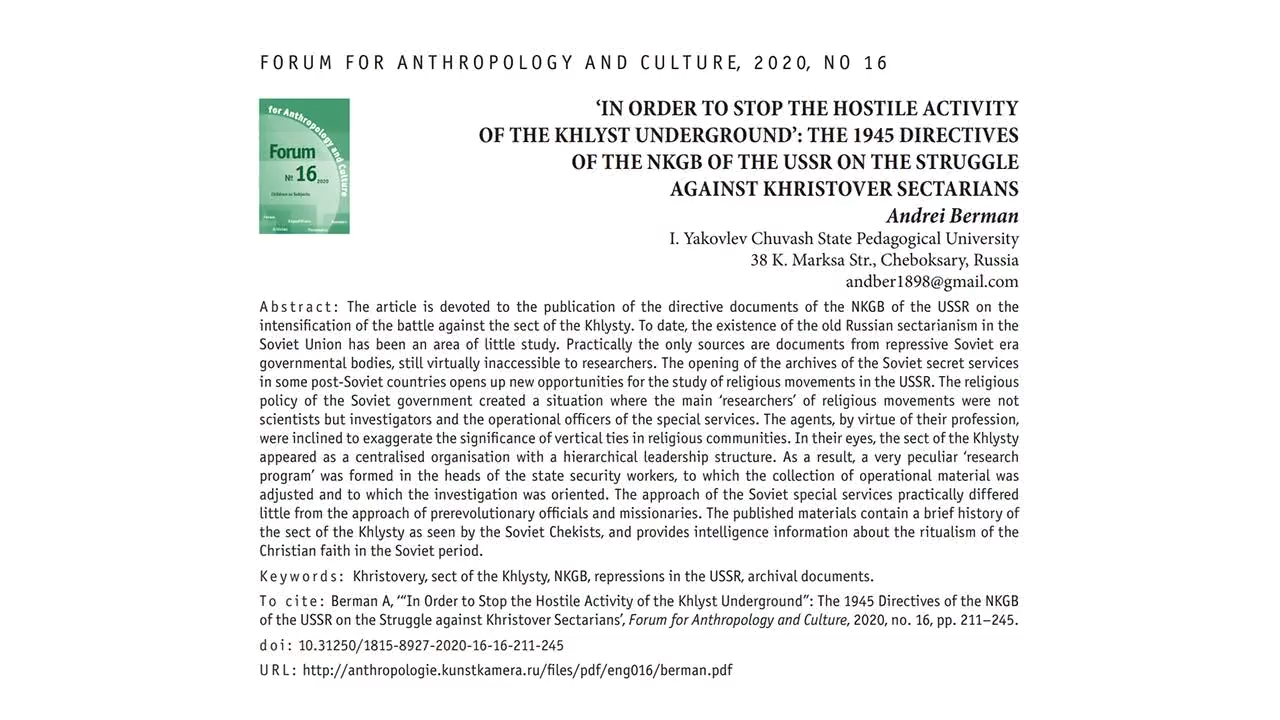 FORUM FOR ANTHROPOLOGY AND CULTURE, 2020, NO 16
for Anthropology and Culture
Forum
№ 16 2020
‘IN ORDER TO STOP THE HOSTILE ACTIVITY
OF THE KHLYST UNDERGROUND’: THE 1945 DIRECTIVES
OF THE NKGB OF THE USSR ON THE STRUGGLE
AGAINST KHRISTOVER SECTARIANS
Andrei Berman
I. Yakovlev Chuvash State Pedagogical University
38 K. Marksa Str., Cheboksary, Russia
andber1898@gmail.com
Abstract: The article is devoted to the publication of the directive documents of the NKGB of the USSR on the
intensification of the battle against the sect of the Khlysty. To date, the existence of the old Russian sectarianism in the
Soviet Union has been an area of little study. Practically the only sources are documents from repressive Soviet era
governmental bodies, still virtually inaccessible to researchers. The opening of the archives of the Soviet secret services
in some post-Soviet countries opens up new opportunities for the study of religious movements in the USSR. The religious
policy of the Soviet government created a situation where the main ‘researchers’ of religious movements were not
scientists but investigators and the operational officers of the special services. The agents, by virtue of their profession,
were inclined to exaggerate the significance of vertical ties in religious communities. In their eyes, the sect of the Khlysty
appeared as a centralised organisation with a hierarchical leadership structure. As a result, a very peculiar ‘research
program’ was formed in the heads of the state security workers, to which the collection of operational material was
adjusted and to which the investigation was oriented. The approach of the Soviet special services practically differed
little from the approach of prerevolutionary officials and missionaries. The published materials contain a brief history of
the sect of the Khlysty as seen by the Soviet Chekists, and provides intelligence information about the ritualism of the
Christian faith in the Soviet period.
Keywords: Khristovery, sect of the Khlysty, NKGB, repressions in the USSR, archival documents.
To cite: Berman A, ‘“In Order to Stop the Hostile Activity of the Khlyst Underground”: The 1945 Directives of the NKGB
of the USSR on the Struggle against Khristover Sectarians’, Forum for Anthropology and Culture, 2020, no. 16, pp. 211–245.
doi: 10.31250/1815-8927-2020-16-16-211-245
URL: http://anthropologie.kunstkamera.ru/files/pdf/eng016/berman.pdf